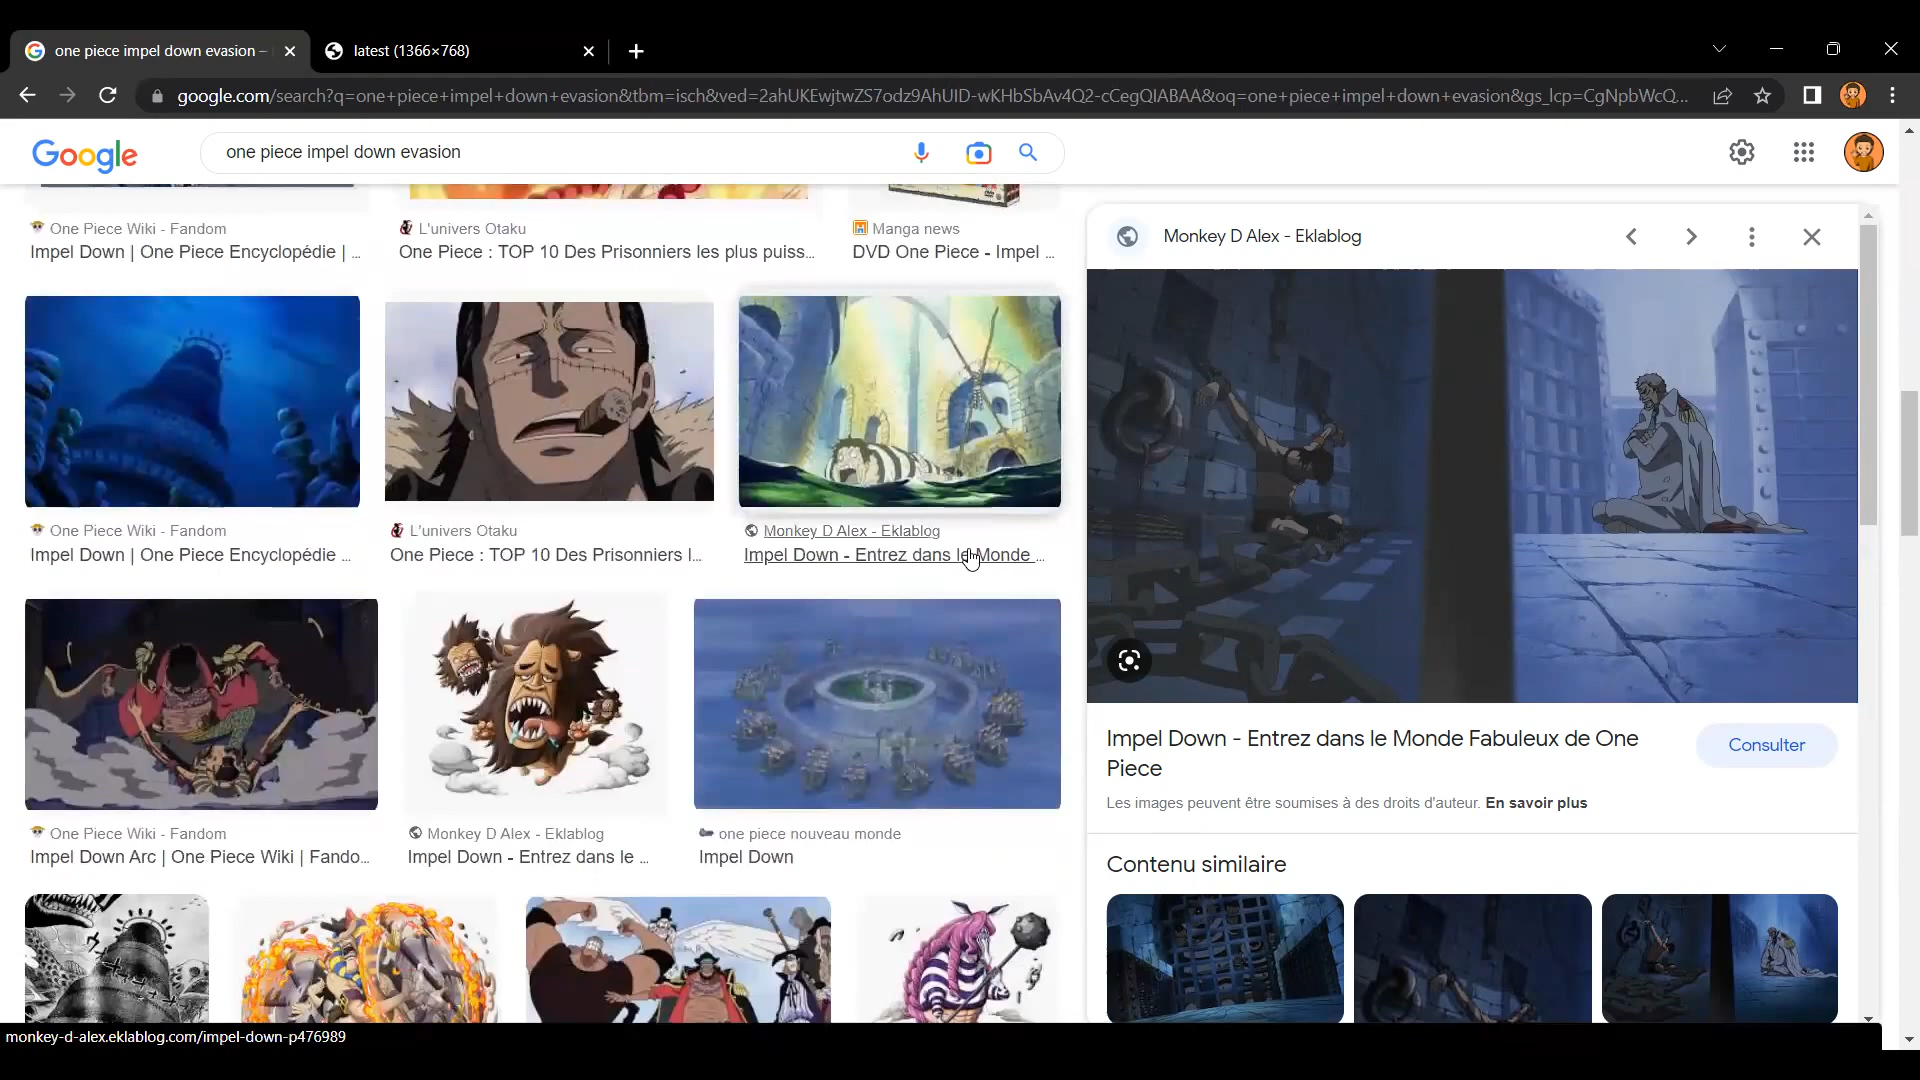 one piece impel down evasion –
latest (1366×768)
google.com/search?q=one+piece+impel+down+evasion&tbm=isch&ved=2ahUKEwjtwZS7odz9AhUID-wKHbSbAv4Q2-cCegQIABAA&oq=one+piece+impel+down+evasion&gs_lcp=CgNpbWcQ...
Google
one piece impel down evasion
One Piece Wiki - Fandom
Impel Down | One Piece Encyclopédie | ...
L'univers Otaku
One Piece : TOP 10 Des Prisonniers les plus puiss...
Manga news
DVD One Piece - Impel ...
Monkey D Alex - Eklablog
One Piece Wiki - Fandom
Impel Down | One Piece Encyclopédie ...
L'univers Otaku
One Piece : TOP 10 Des Prisonniers l...
Monkey D Alex - Eklablog
Impel Down - Entrez dans le Monde ...
Impel Down - Entrez dans le Monde Fabuleux de One
Piece
Consulter
Les images peuvent être soumises à des droits d'auteur. En savoir plus
One Piece Wiki - Fandom
Impel Down Arc | One Piece Wiki | Fando...
Monkey D Alex - Eklablog
Impel Down - Entrez dans le ...
one piece nouveau monde
Impel Down
Contenu similaire
monkey-d-alex.eklablog.com/impel-down-p476989